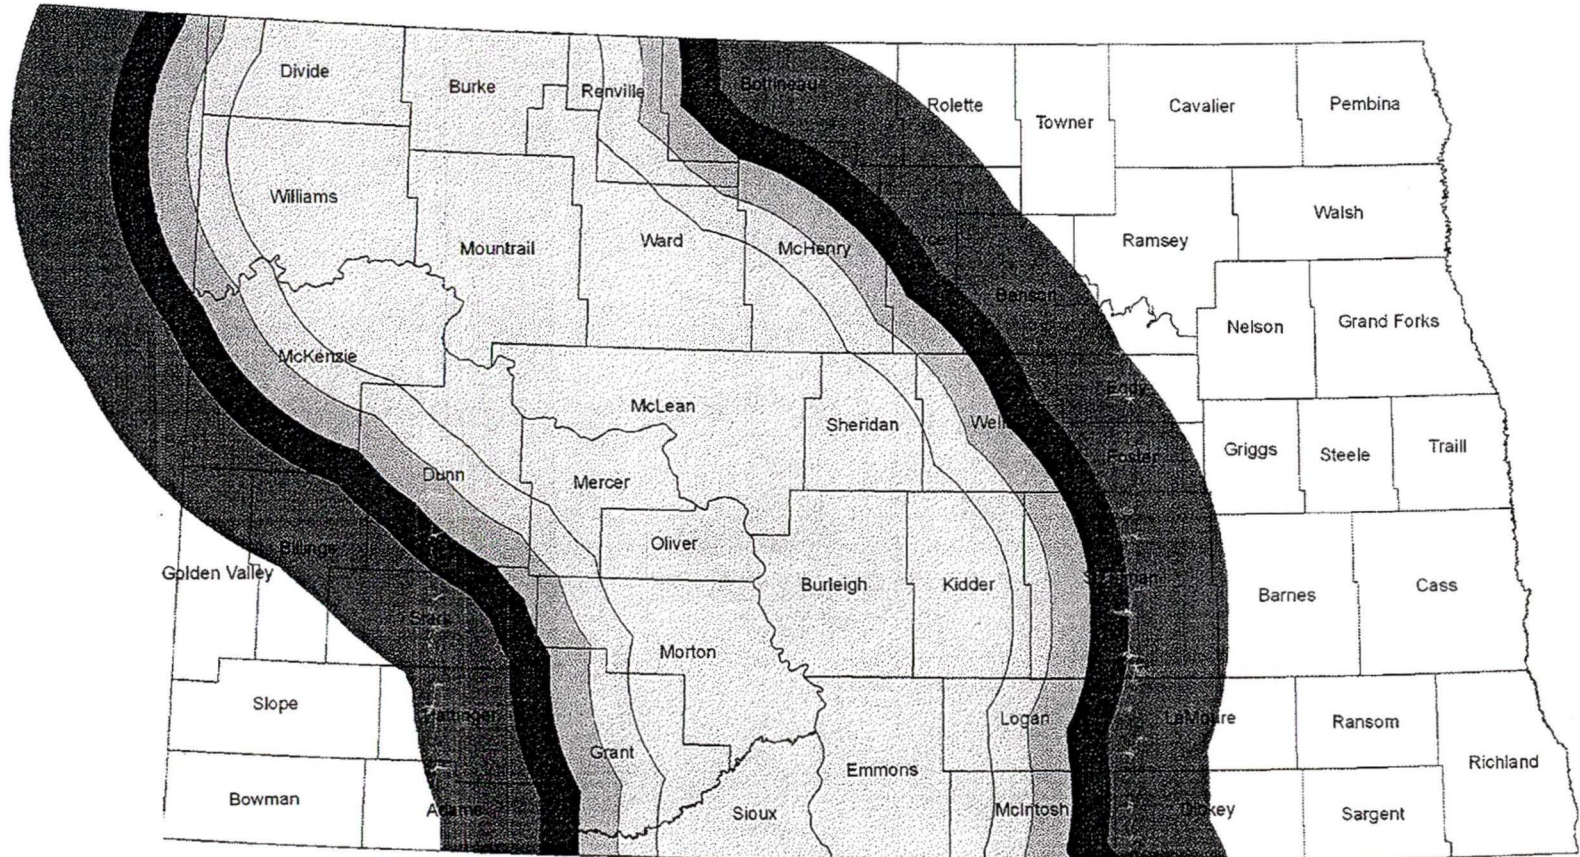 Divide
Burke
Renville
Bottineau
Rolette
Towner
Cavalier
Pembina
Williams
Mountrail
Ward
McHenry
Ramsey
Walsh
Benson
Nelson
Grand Forks
McKenzie
McLean
Sheridan
Eddy
Dunn
Mercer
Foster
Griggs
Steele
Traill
Billings
Golden Valley
Oliver
Burleigh
Kidder
Barnes
Cass
Stark
Morton
Slope
Hettinger
Grant
Logan
LaMoure
Ransom
Richland
Bowman
Adams
Sioux
Emmons
McIntosh
Dickey
Sargent